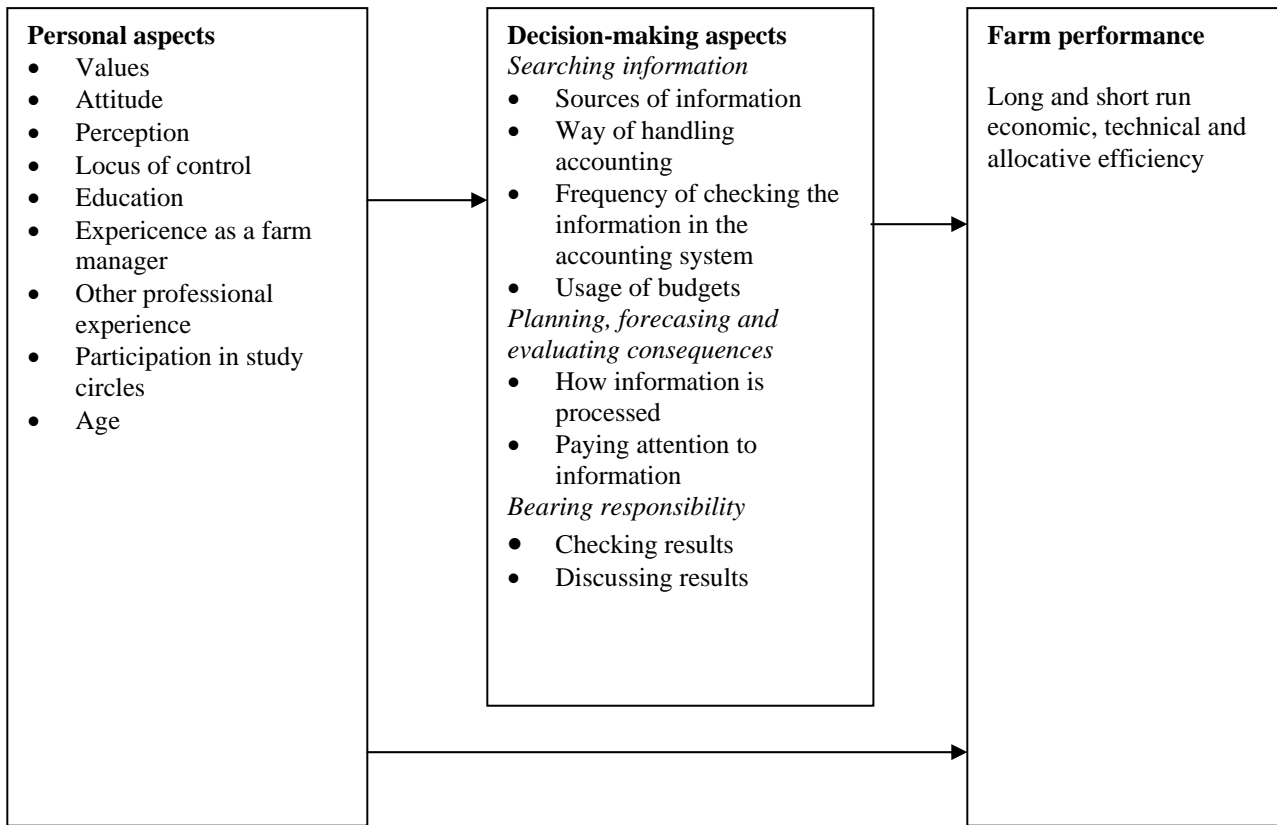 Personal aspects
• Values
• Attitude
• Perception
• Locus of control
• Education
• Expericence as a farm
manager
• Other professional
experience
• Participation in study
circles
• Age
Decision-making aspects
Searching information
• Sources of information
• Way of handling
accounting
• Frequency of checking the
information in the
accounting system
• Usage of budgets
Planning, forecasing and
evaluating consequences
• How information is
processed
• Paying attention to
information
Bearing responsibility
• Checking results
• Discussing results
Farm performance
Long and short run
economic, technical and
allocative efficiency